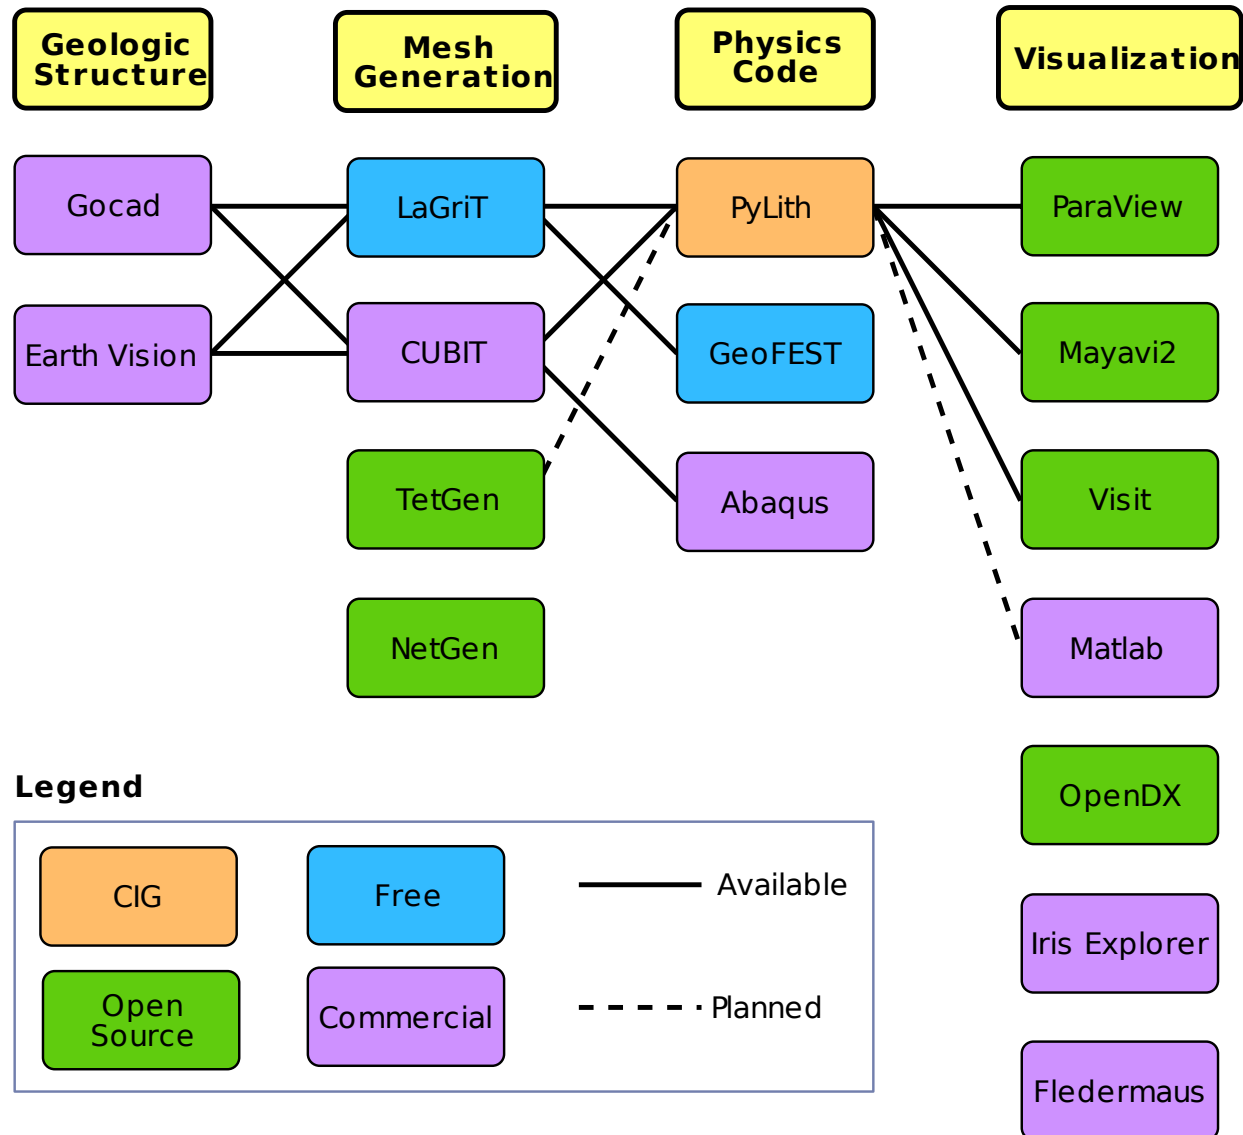 Geologic
Structure
Mesh
Generation
Physics
Code
Visualization
Gocad
LaGriT
PyLith
ParaView
Earth Vision
CUBIT
GeoFEST
Mayavi2
TetGen
Abaqus
Visit
NetGen
Matlab
OpenDX
Iris Explorer
Fledermaus
Legend
CIG
Free
Available
Open
Source
Commercial
Planned